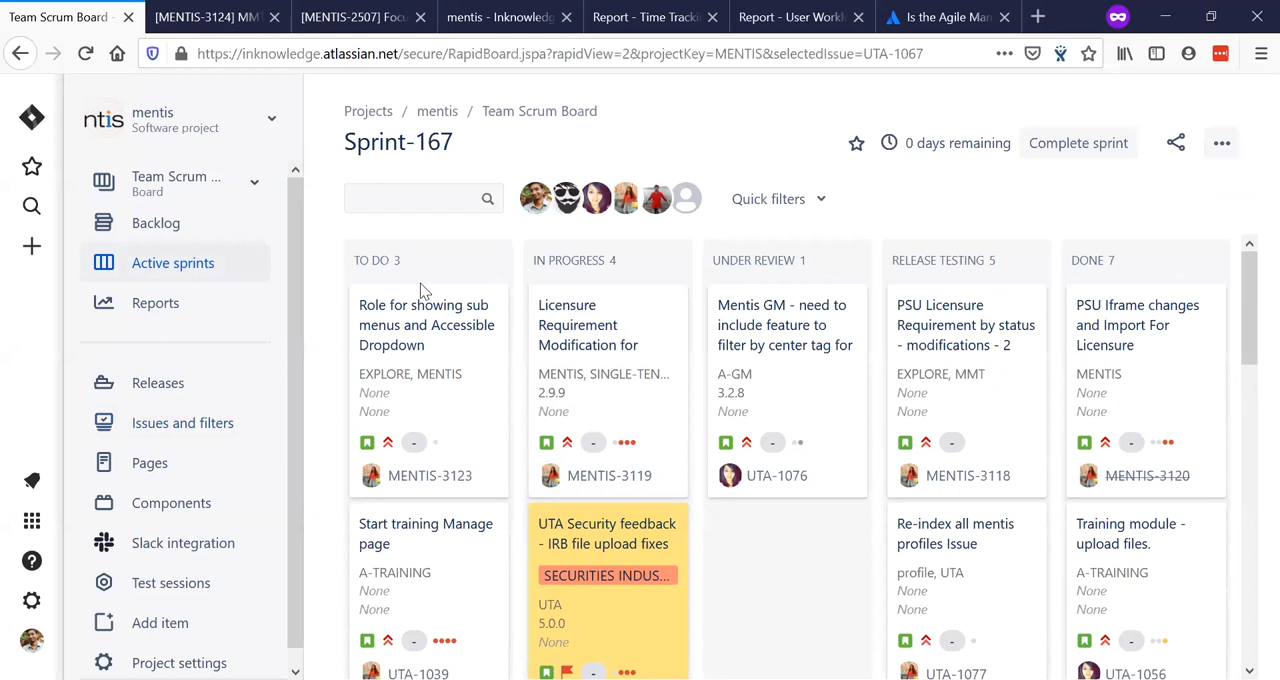 Team Scrum Board -
[MENTIS-3124] MM
[MENTIS-2507] Focu
mentis - Inknowledg
Report - Time Tracki
Report - User Workl
Is the Agile Man
https://inknowledge.atlassian.net/secure/RapidBoard.jspa?rapidView=2&projectKey=MENTIS&selectedIssue=UTA-1067
ntis
mentis
Software project
Team Scrum ...
Board
Backlog
Active sprints
Reports
Releases
Issues and filters
Pages
Components
Slack integration
Test sessions
Add item
Project settings
Projects / mentis / Team Scrum Board
Sprint-167
0 days remaining
Complete sprint
Quick filters
TO DO 3
Role for showing sub
menus and Accessible
Dropdown
EXPLORE, MENTIS
None
None
-
MENTIS-3123
Start training Manage
page
A-TRAINING
None
None
-
UTA-1039
IN PROGRESS 4
Licensure
Requirement
Modification for
MENTIS, SINGLE-TEN...
2.9.9
None
-
MENTIS-3119
UTA Security feedback
- IRB file upload fixes
SECURITIES INDUS...
UTA
5.0.0
None
-
UNDER REVIEW 1
Mentis GM - need to
include feature to
filter by center tag for
A-GM
3.2.8
None
-
UTA-1076
RELEASE TESTING 5
PSU Licensure
Requirement by status
- modifications - 2
EXPLORE, MMT
None
None
-
MENTIS-3118
Re-index all mentis
profiles Issue
profile, UTA
None
None
-
UTA-1077
DONE 7
PSU Iframe changes
and Import For
Licensure
MENTIS
None
None
-
MENTIS-3120
Training module -
upload files.
A-TRAINING
None
None
-
UTA-1056